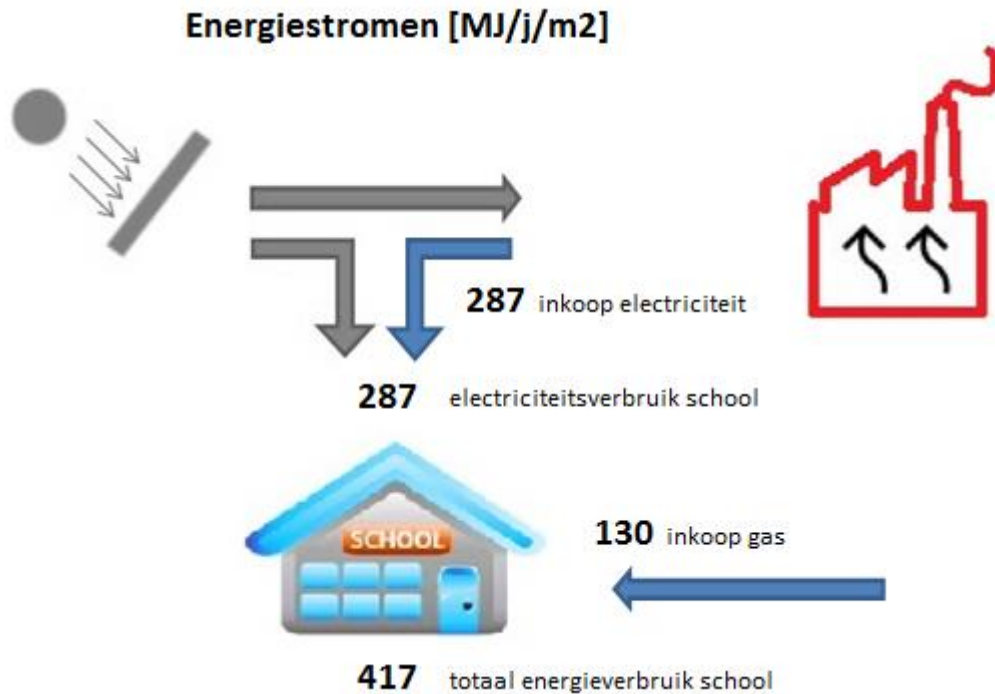 Energiestromen [MJ/j/m2]
287 inkoop electriciteit
287 electriciteitsverbruik school
SCHOOL
130 inkoop gas
417 totaal energieverbruik school